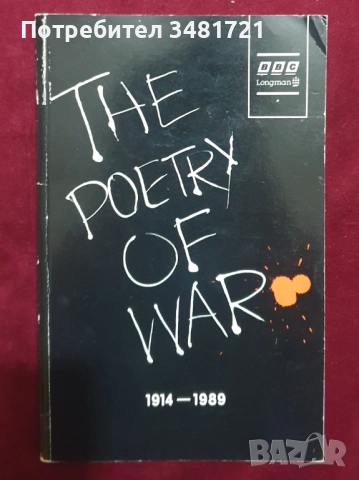 Потребител 3481721
BBC
Longman
THE
POETRY
OF
WAR
1914—1989
BAZAR